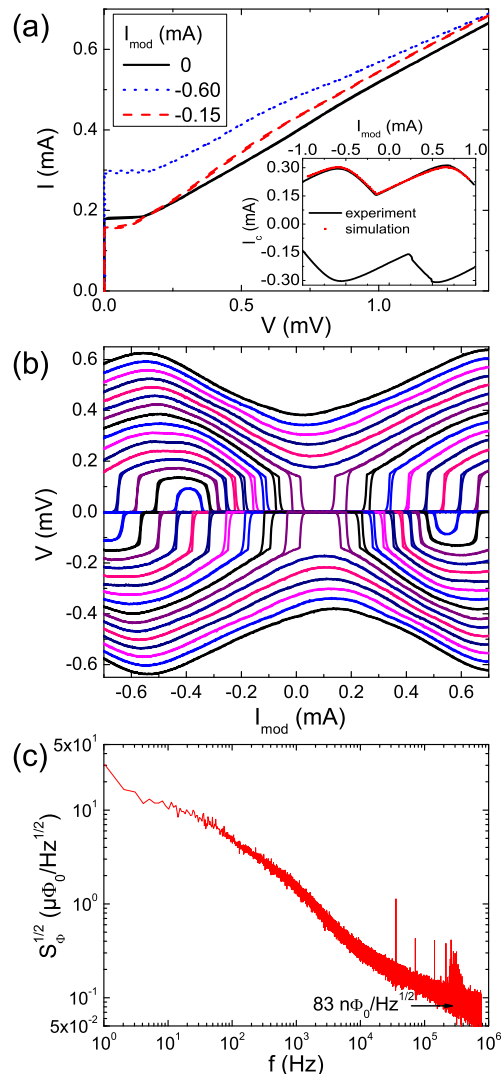 (a)
I_mod
(mA)
0
-0.60
-0.15
0.6
0.4
0.2
0.0
I (mA)
0.0 0.5 1.0
V (mV)
I_mod (mA)
-1.0 -0.5 0 0.5 1.0
0.30
0.15
0.00
-0.15
-0.30
I_c (mA)
experiment
simulation
(b)
0.6
0.4
0.2
0.0
-0.2
-0.4
-0.6
V (mV)
-0.6 -0.4 -0.2 0.0 0.2 0.4 0.6
I_mod (mA)
(c)
5x10^1
10^1
10^0
10^-1
5x10^-2
S_Φ^1/2 (μΦ_0/Hz^1/2)
83 nΦ_0/Hz^1/2
10^0 10^1 10^2 10^3 10^4 10^5 10^6
f (Hz)